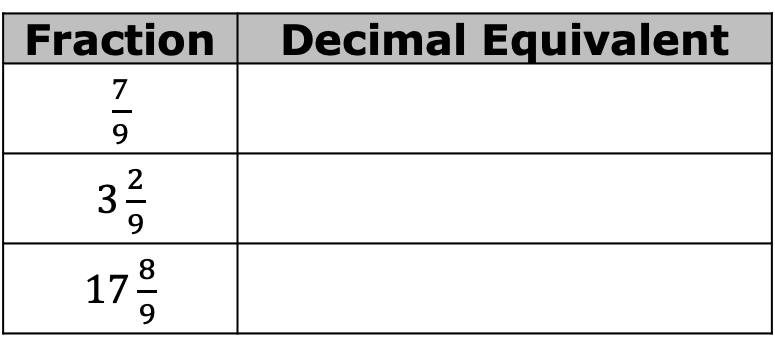 Fraction Decimal Equivalent
7/9
3 2/9
17 8/9